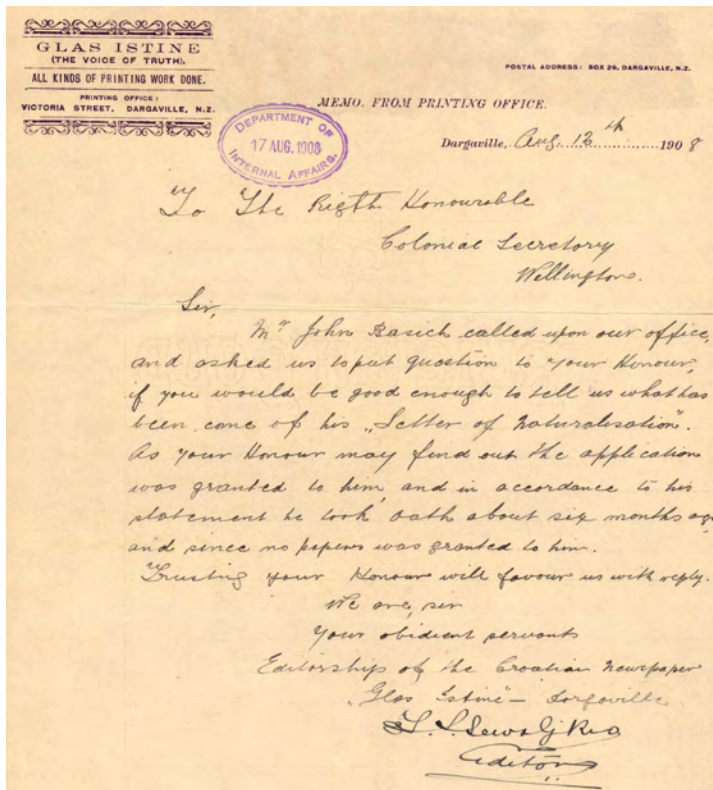 GLAS ISTINE
(THE VOICE OF TRUTH).
ALL KINDS OF PRINTING WORK DONE.
PRINTING OFFICE:
VICTORIA STREET, DARGAVILLE, N.Z.
POSTAL ADDRESS: BOX 29, DARGAVILLE, N.Z.
MEMO. FROM PRINTING OFFICE.
DEPARTMENT OF
17 AUG. 1908
INTERNAL AFFAIRS.
Dargaville, Aug. 12th 1908
To The Rigth Honourable
Colonial Secretory
Wellington.
Sir,
Mr John Basich called upon our office,
and asked us to put question to your Honour,
if you would be good enough to tell us what has
been come of his „Letter of Naturalisation".
As your Honour may find out the application
was granted to him, and in accordance to his
statement he took oath about six months ago
and since no papers was granted to him.
Trusting your Honour will favour us with reply.
We are, sir
your obidient servants
Editorship of the Croatian Newspaper
„Glas Istine" – Dargaville.
Editor